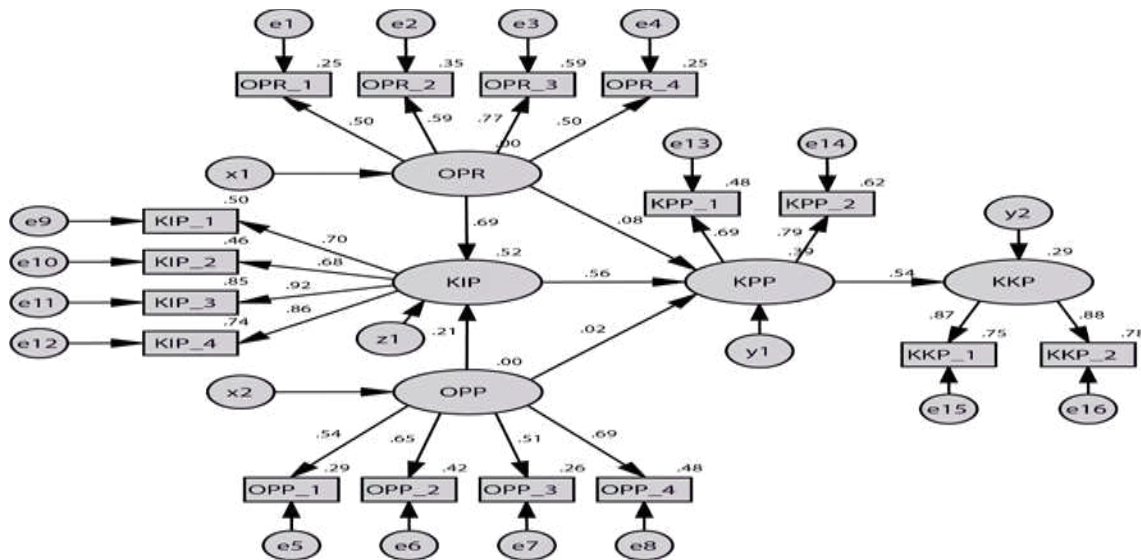 e1 e2 e3 e4
.25 .35 .59 .25
OPR_1 OPR_2 OPR_3 OPR_4
.50 .59 .77 .50
e13 e14
.00
x1 OPR
.48 .62
KPP_1 KPP_2
.50
e9 KIP_1
y2
.69 .08 .69 .79
.70
.46
e10 KIP_2
.68
.52 .39 .29
KIP .56 KPP .54 KKP
.85
e11 KIP_3
.92
.86
.74
e12 KIP_4
z1 .21 .02 y1
.87 .75 .88 .78
KKP_1 KKP_2
.00
x2 OPP
e15 e16
.54 .65 .51 .69
.29 .42 .26 .48
OPP_1 OPP_2 OPP_3 OPP_4
e5 e6 e7 e8